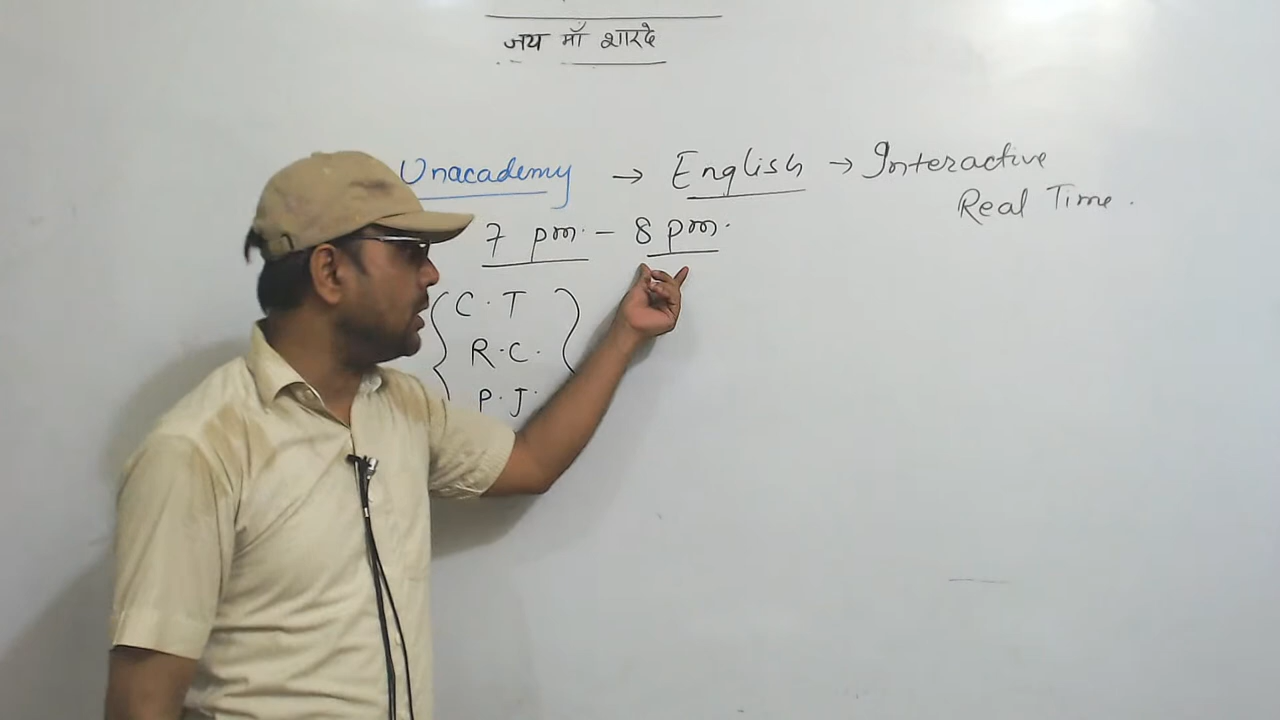 जय माँ शारदे
Unacademy → English → Interactive
Real Time.
7 pm. - 8 pm.
C. T
R. C.
P. J.